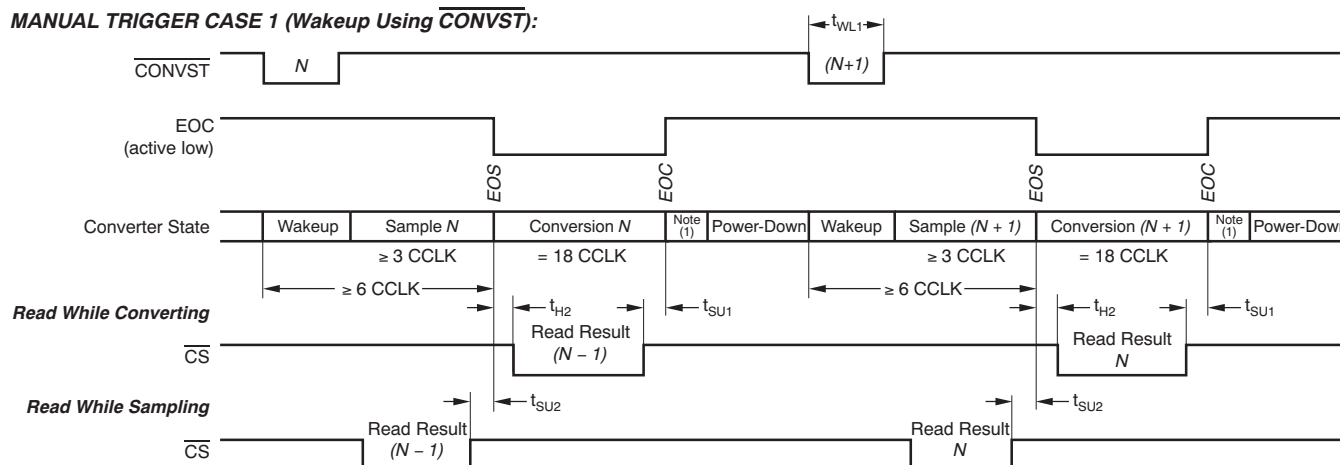 MANUAL TRIGGER CASE 1 (Wakeup Using CONVST):
tWL1
CONVST
N
(N+1)
EOC
(active low)
EOS
EOC
EOS
EOC
Converter State
Wakeup
Sample N
Conversion N
Note (1)
Power-Down
Wakeup
Sample (N + 1)
Conversion (N + 1)
Note (1)
Power-Down
≥ 3 CCLK
= 18 CCLK
≥ 3 CCLK
= 18 CCLK
≥ 6 CCLK
≥ 6 CCLK
Read While Converting
tH2
tSU1
tH2
tSU1
CS
Read Result
(N − 1)
Read Result
N
Read While Sampling
tSU2
tSU2
CS
Read Result
(N − 1)
Read Result
N